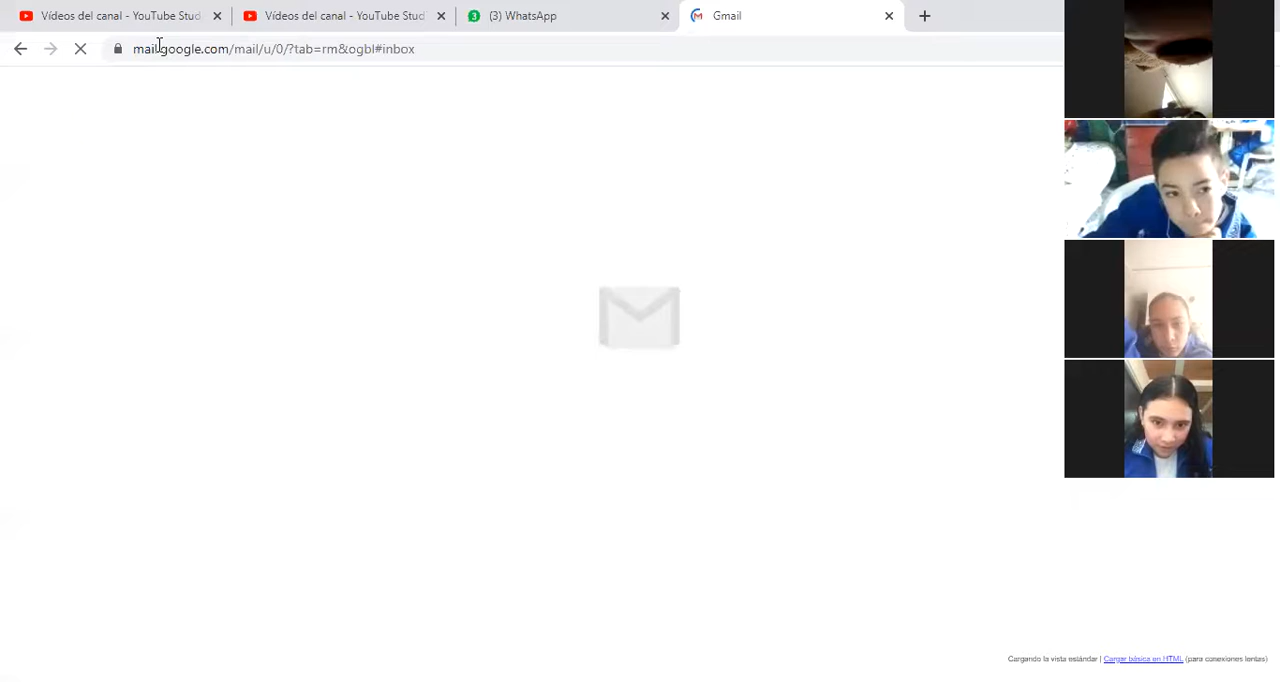 Vídeos del canal - YouTube Stud
Vídeos del canal - YouTube Stud
3 (3) WhatsApp
Gmail
mail.google.com/mail/u/0/?tab=rm&ogbl#inbox
Cargando la vista estándar | Cargar básica en HTML (para conexiones lentas)